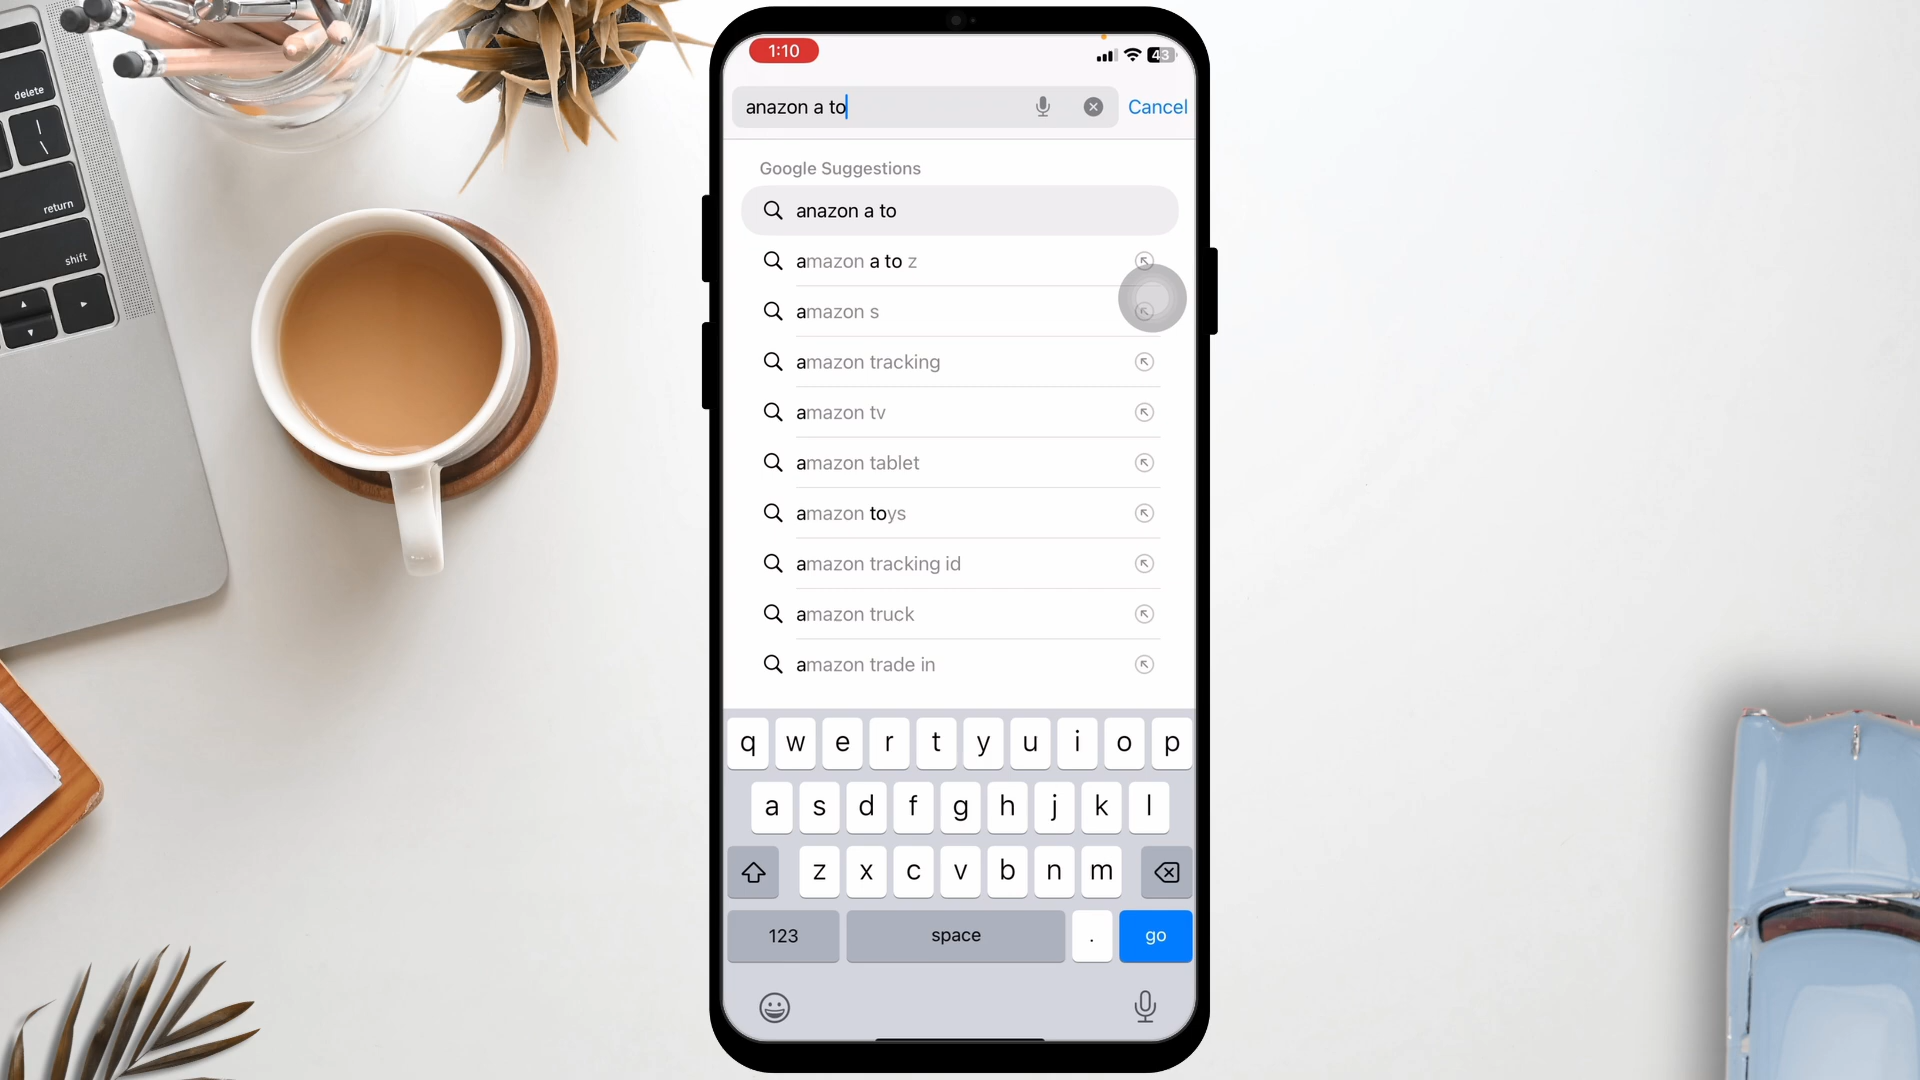 delete
return
shift
1:10
43
anazon a to
Cancel
Google Suggestions
anazon a to
amazon a to z
amazon s
amazon tracking
amazon tv
amazon tablet
amazon toys
amazon tracking id
amazon truck
amazon trade in
q w e r t y u i o p
a s d f g h j k l
z x c v b n m
123 space . go